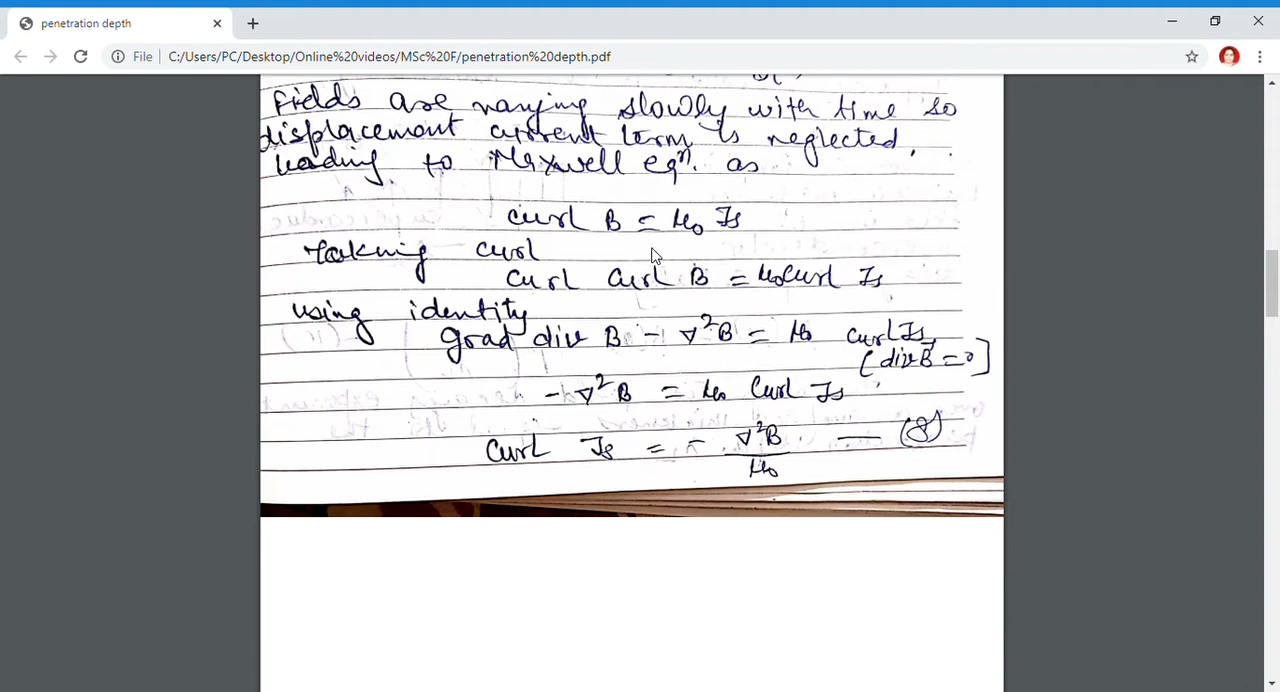 penetration depth
File | C:/Users/PC/Desktop/Online%20videos/MSc%20F/penetration%20depth.pdf
Fields are varying slowly with time so
displacement current term is neglected,
leading to Maxwell eqⁿ. as
Curl B = μ₀ Js
Taking curl
Curl Curl B = μ₀ Curl Js
using identity
grad div B - ∇²B = μ₀ Curl Js
[div B⃗ = 0]
-∇²B = μ₀ Curl Js
Curl Js = - ∇²B / μ₀ — (8)